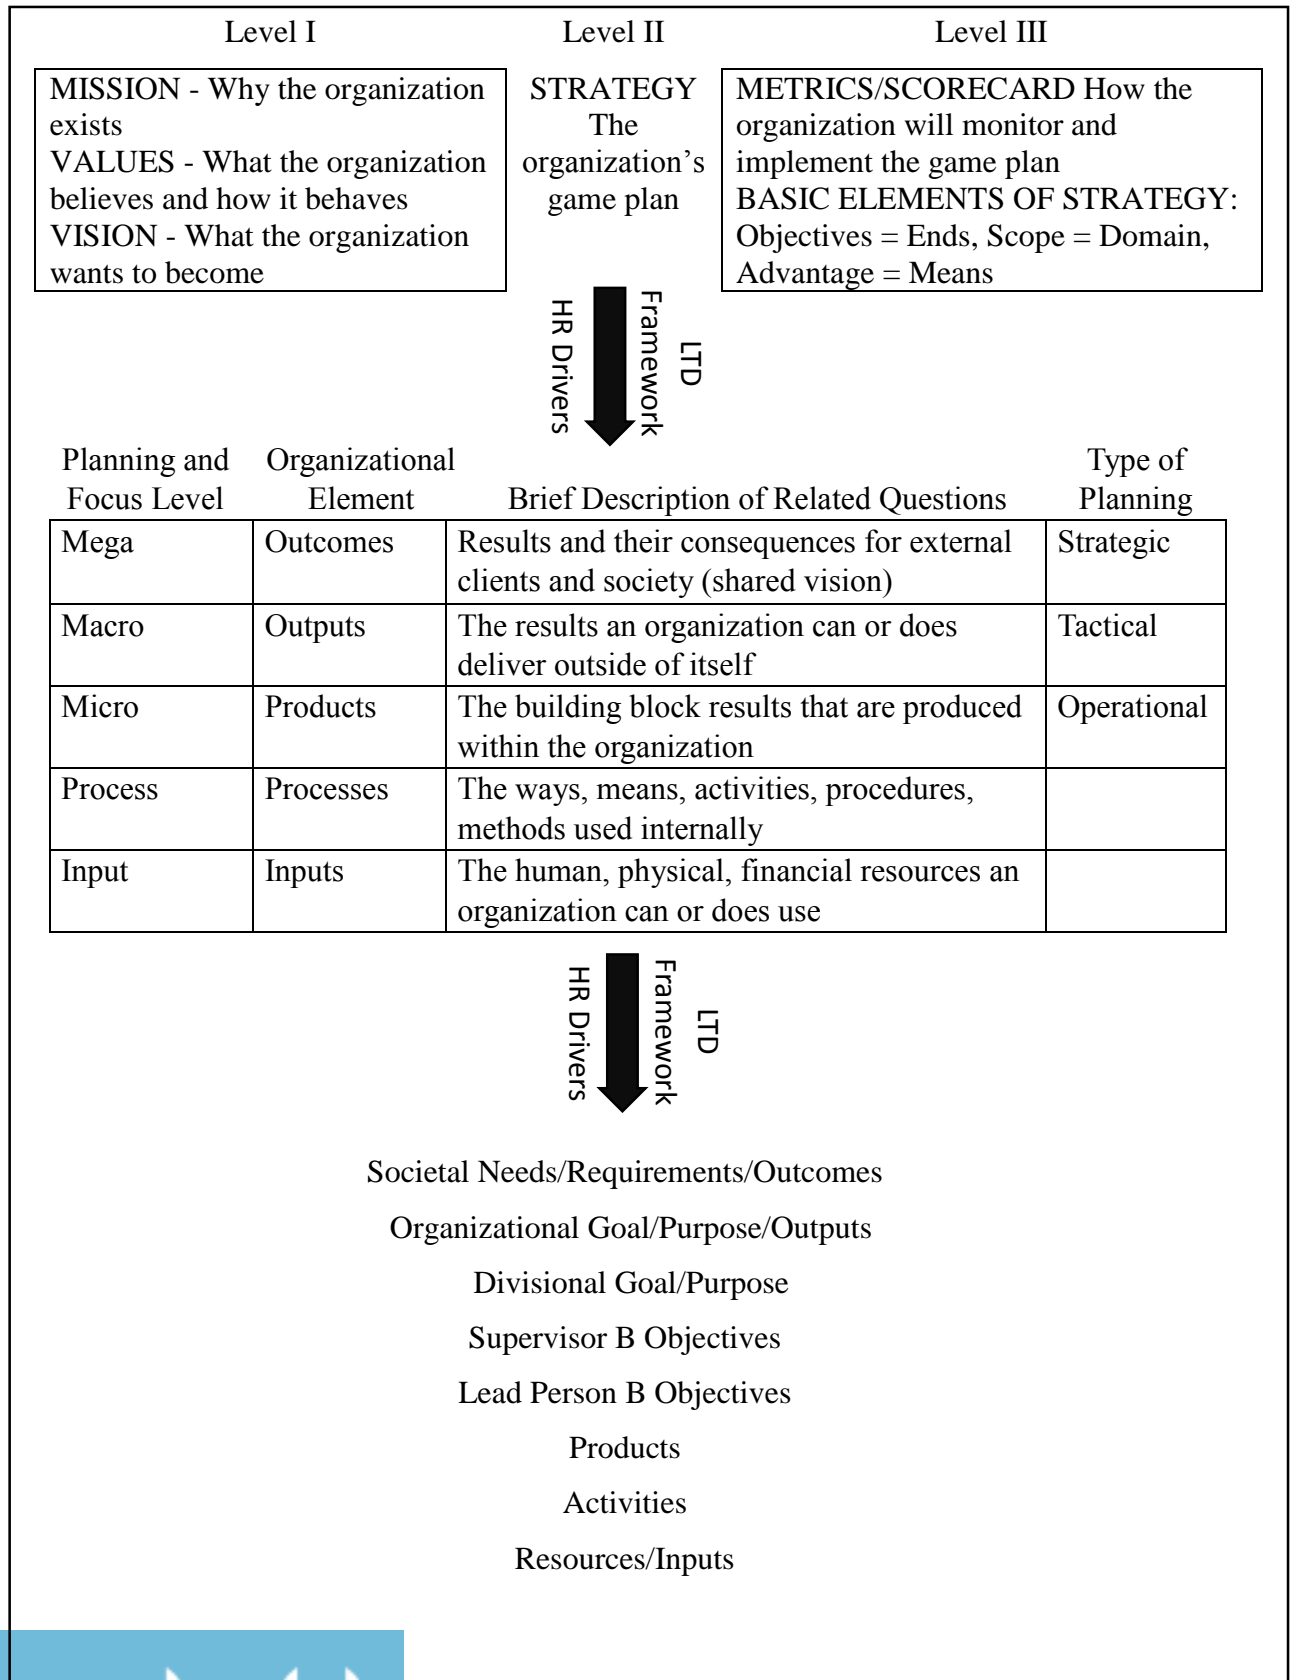 Level I Level II Level III
MISSION - Why the organization
exists
VALUES - What the organization
believes and how it behaves
VISION - What the organization
wants to become
STRATEGY
The
organization’s
game plan
METRICS/SCORECARD How the
organization will monitor and
implement the game plan
BASIC ELEMENTS OF STRATEGY:
Objectives = Ends, Scope = Domain,
Advantage = Means
HR Drivers
LTD
Framework
Planning and
Focus Level
Organizational
Element
Brief Description of Related Questions
Type of
Planning
Mega
Outcomes
Results and their consequences for external
clients and society (shared vision)
Strategic
Macro
Outputs
The results an organization can or does
deliver outside of itself
Tactical
Micro
Products
The building block results that are produced
within the organization
Operational
Process
Processes
The ways, means, activities, procedures,
methods used internally
Input
Inputs
The human, physical, financial resources an
organization can or does use
HR Drivers
LTD
Framework
Societal Needs/Requirements/Outcomes
Organizational Goal/Purpose/Outputs
Divisional Goal/Purpose
Supervisor B Objectives
Lead Person B Objectives
Products
Activities
Resources/Inputs